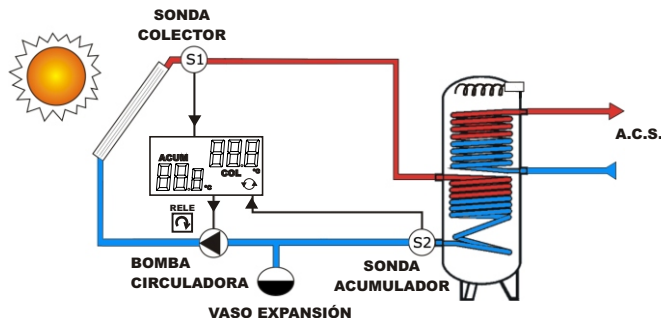 SONDA
COLECTOR
S1
A.C.S.
ACUM
888
°C
COL
88.8
°C
RELE
S2
BOMBA
CIRCULADORA
SONDA
ACUMULADOR
VASO EXPANSIÓN